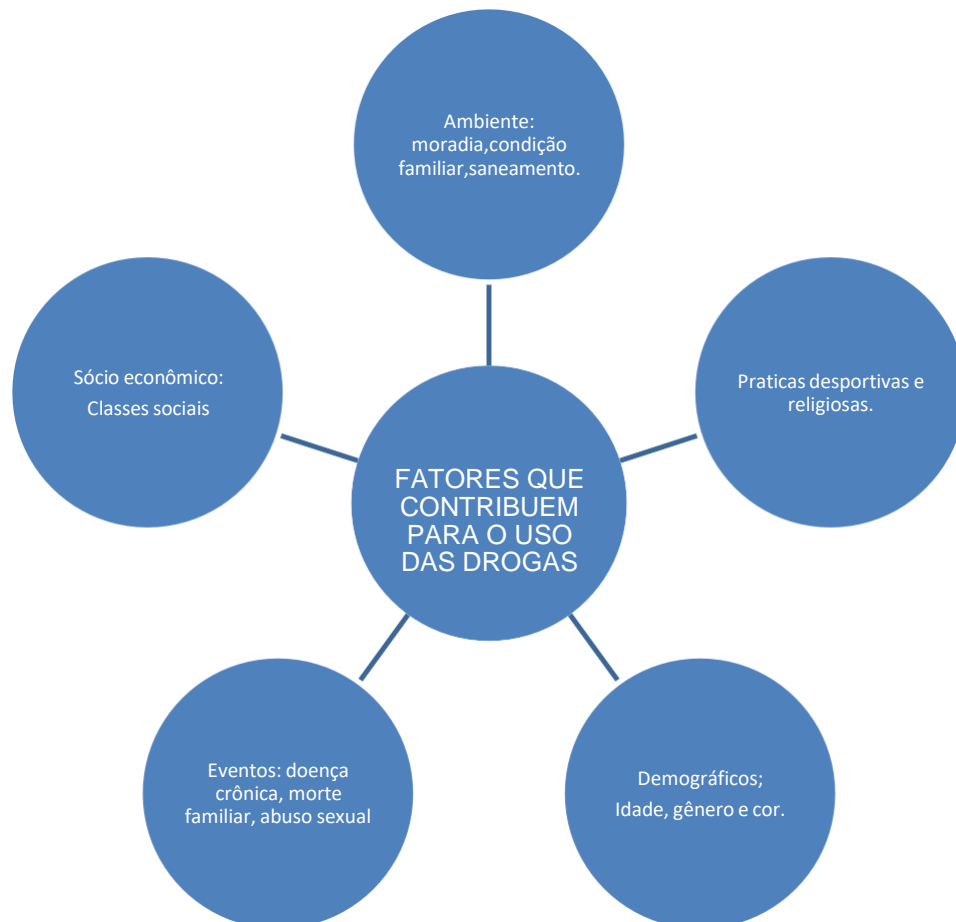 Ambiente:
moradia,condição
familiar,saneamento.
Sócio econômico:
Classes sociais
Praticas desportivas e
religiosas.
FATORES QUE
CONTRIBUEM
PARA O USO
DAS DROGAS
Eventos: doença
crônica, morte
familiar, abuso sexual
Demográficos;
Idade, gênero e cor.